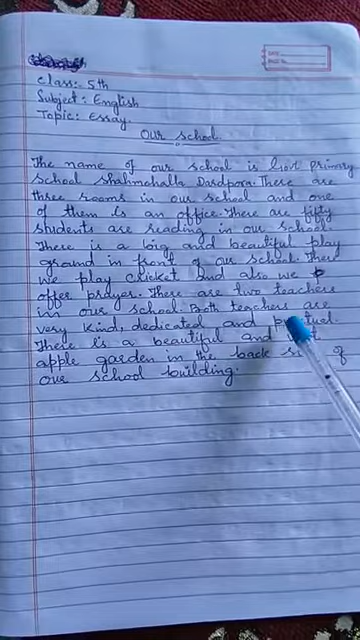 DATE
PAGE No.
Class:- 5th
Subject: English
Topic: Essay.
Our School
The name of our school is Govt primary
School Shahmohalla Dardpora. There are
three rooms in our school and one
of them is an office. There are fifty
students are reading in our school.
There is a big and beautiful play
ground in front of our school. There
we play cricket and also we
offer prayer. There are two teachers
in our school. Both teachers are
very kind, dedicated and
There is a beautiful and
apple garden in the back of
our school building.